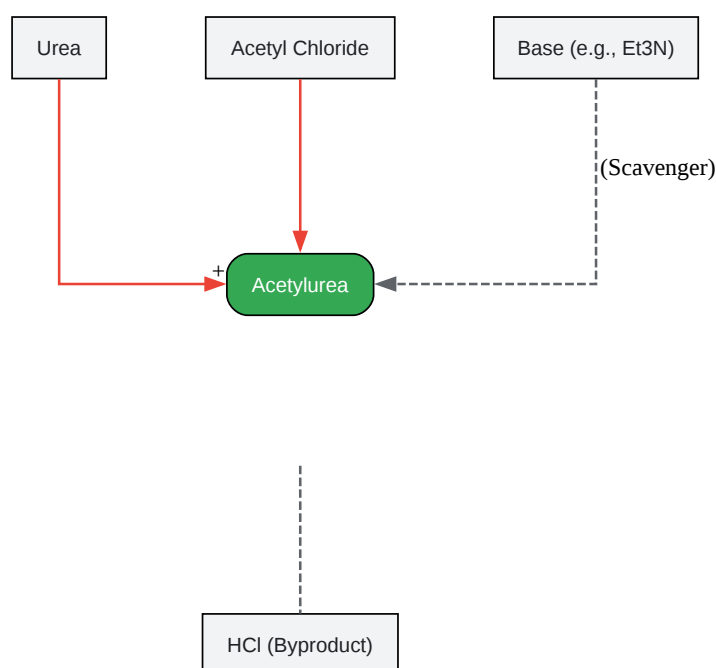 Urea
Acetyl Chloride
Base (e.g., Et3N)
(Scavenger)
+
Acetylurea
HCl (Byproduct)